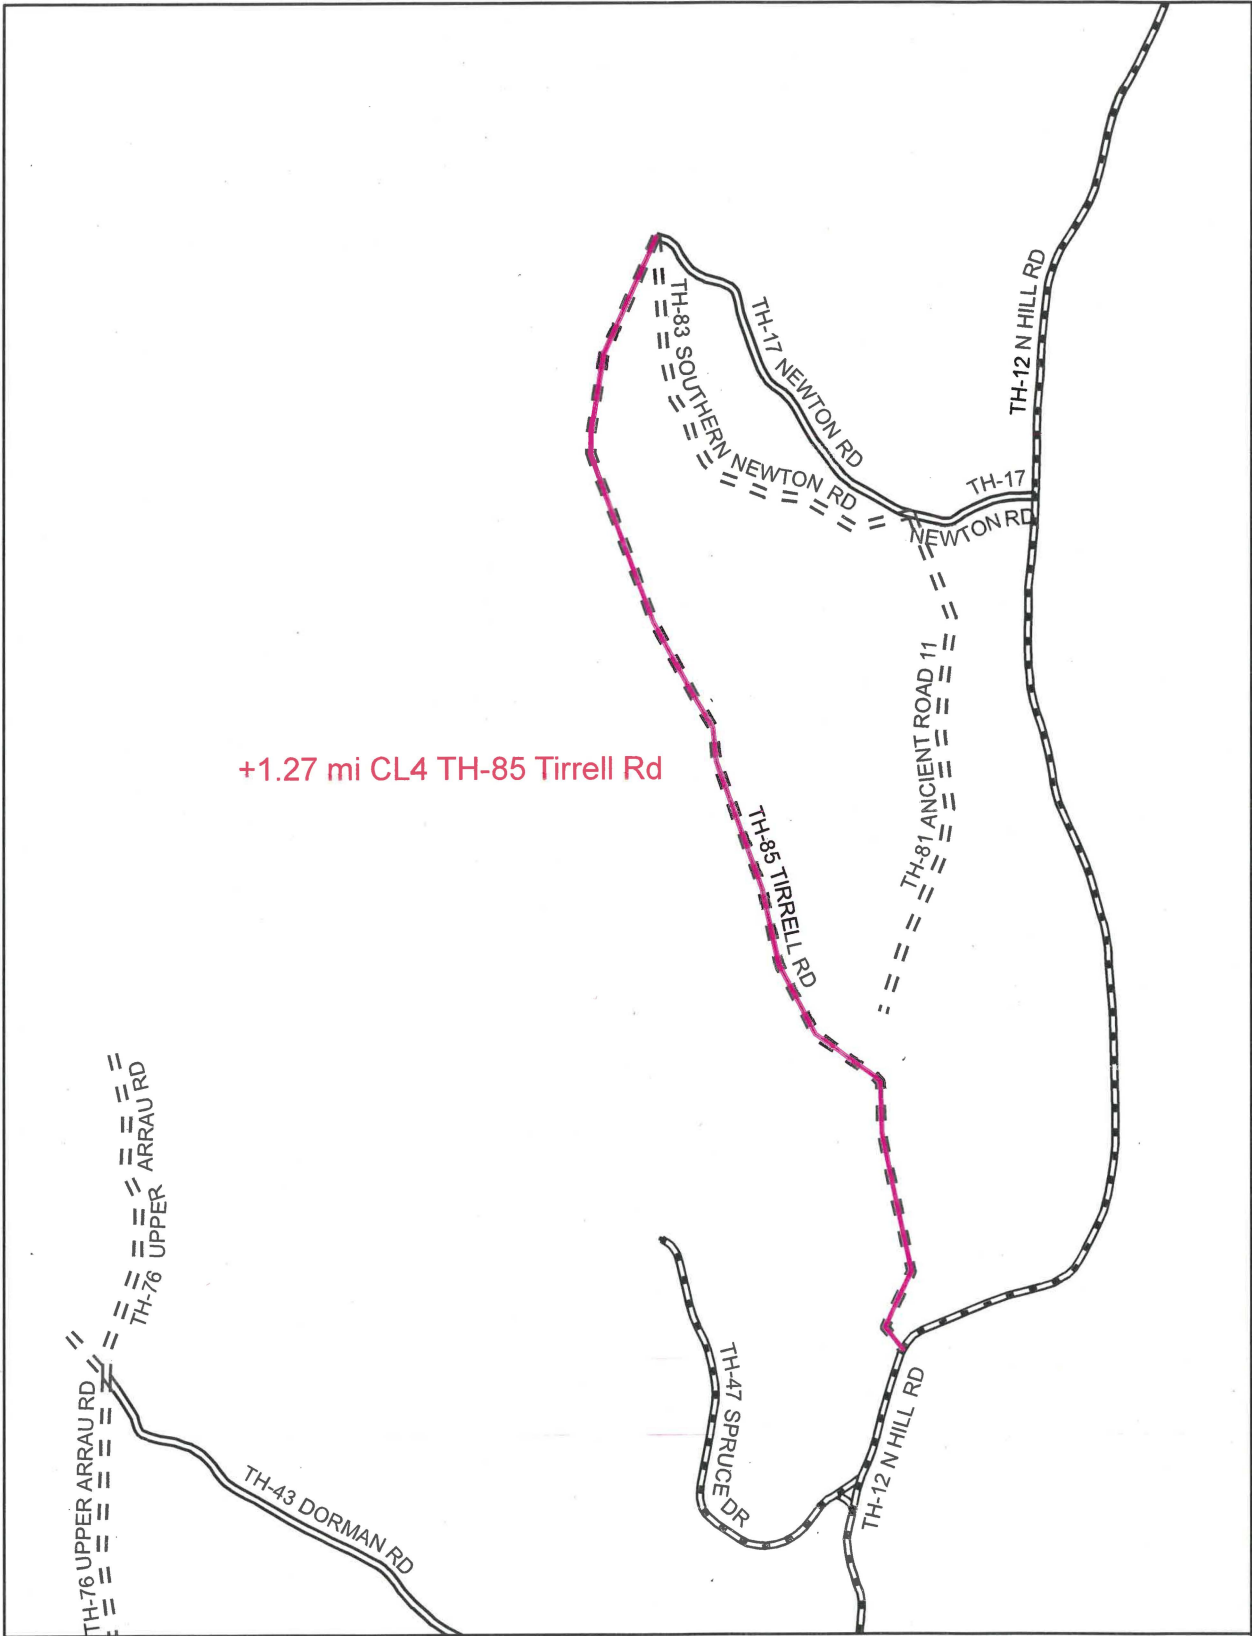 TH-12 N HILL RD
TH-83 SOUTHERN NEWTON RD
TH-17 NEWTON RD
TH-17
NEWTON RD
TH-81 ANCIENT ROAD 11
+1.27 mi CL4 TH-85 Tirrell Rd
TH-85 TIRRELL RD
TH-76 UPPER ARRAU RD
TH-47 SPRUCE DR
TH-12 N HILL RD
TH-76 UPPER ARRAU RD
TH-43 DORMAN RD